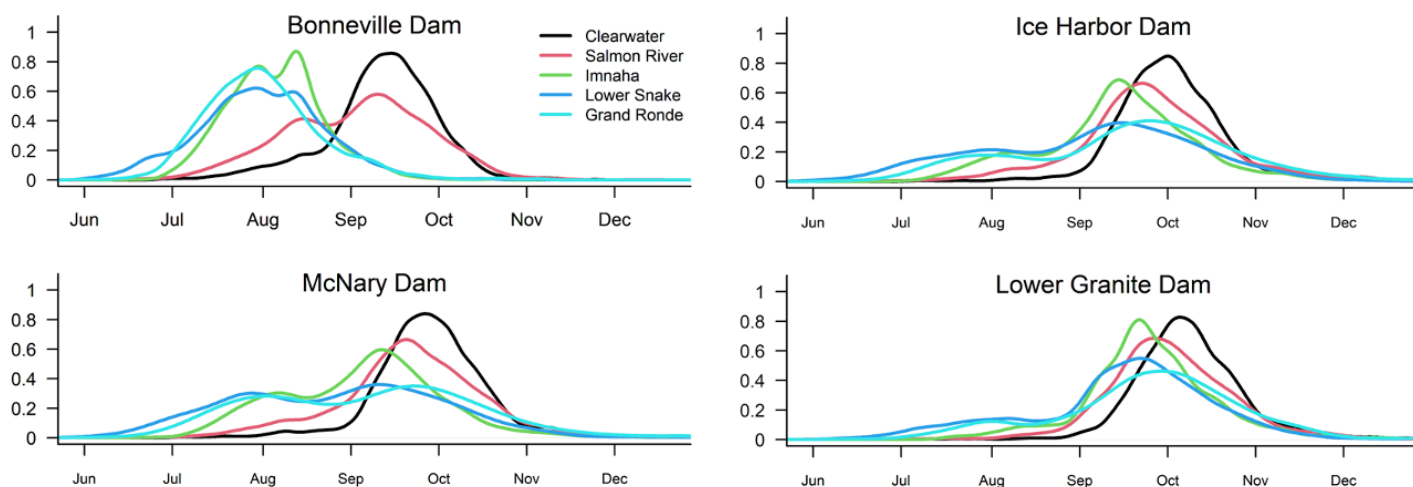 Bonneville Dam
1
0.8
0.6
0.4
0.2
0
Clearwater
Salmon River
Imnaha
Lower Snake
Grand Ronde
Jun Jul Aug Sep Oct Nov Dec
Ice Harbor Dam
1
0.8
0.6
0.4
0.2
0
Jun Jul Aug Sep Oct Nov Dec
McNary Dam
1
0.8
0.6
0.4
0.2
0
Jun Jul Aug Sep Oct Nov Dec
Lower Granite Dam
1
0.8
0.6
0.4
0.2
0
Jun Jul Aug Sep Oct Nov Dec